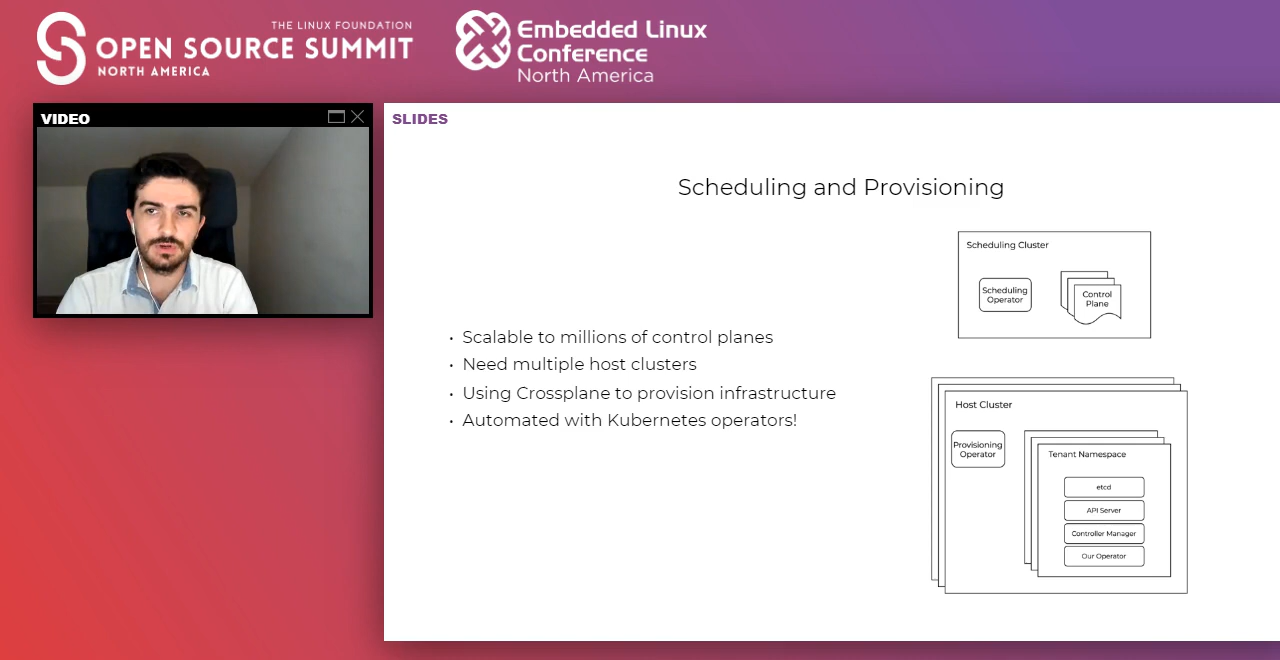 THE LINUX FOUNDATION
OPEN SOURCE SUMMIT
NORTH AMERICA
Embedded Linux
Conference
North America
VIDEO
SLIDES
Scheduling and Provisioning
• Scalable to millions of control planes
• Need multiple host clusters
• Using Crossplane to provision infrastructure
• Automated with Kubernetes operators!
Scheduling Cluster
Scheduling
Operator
Control
Plane
Host Cluster
Provisioning
Operator
Tenant Namespace
etcd
API Server
Controller Manager
Our Operator